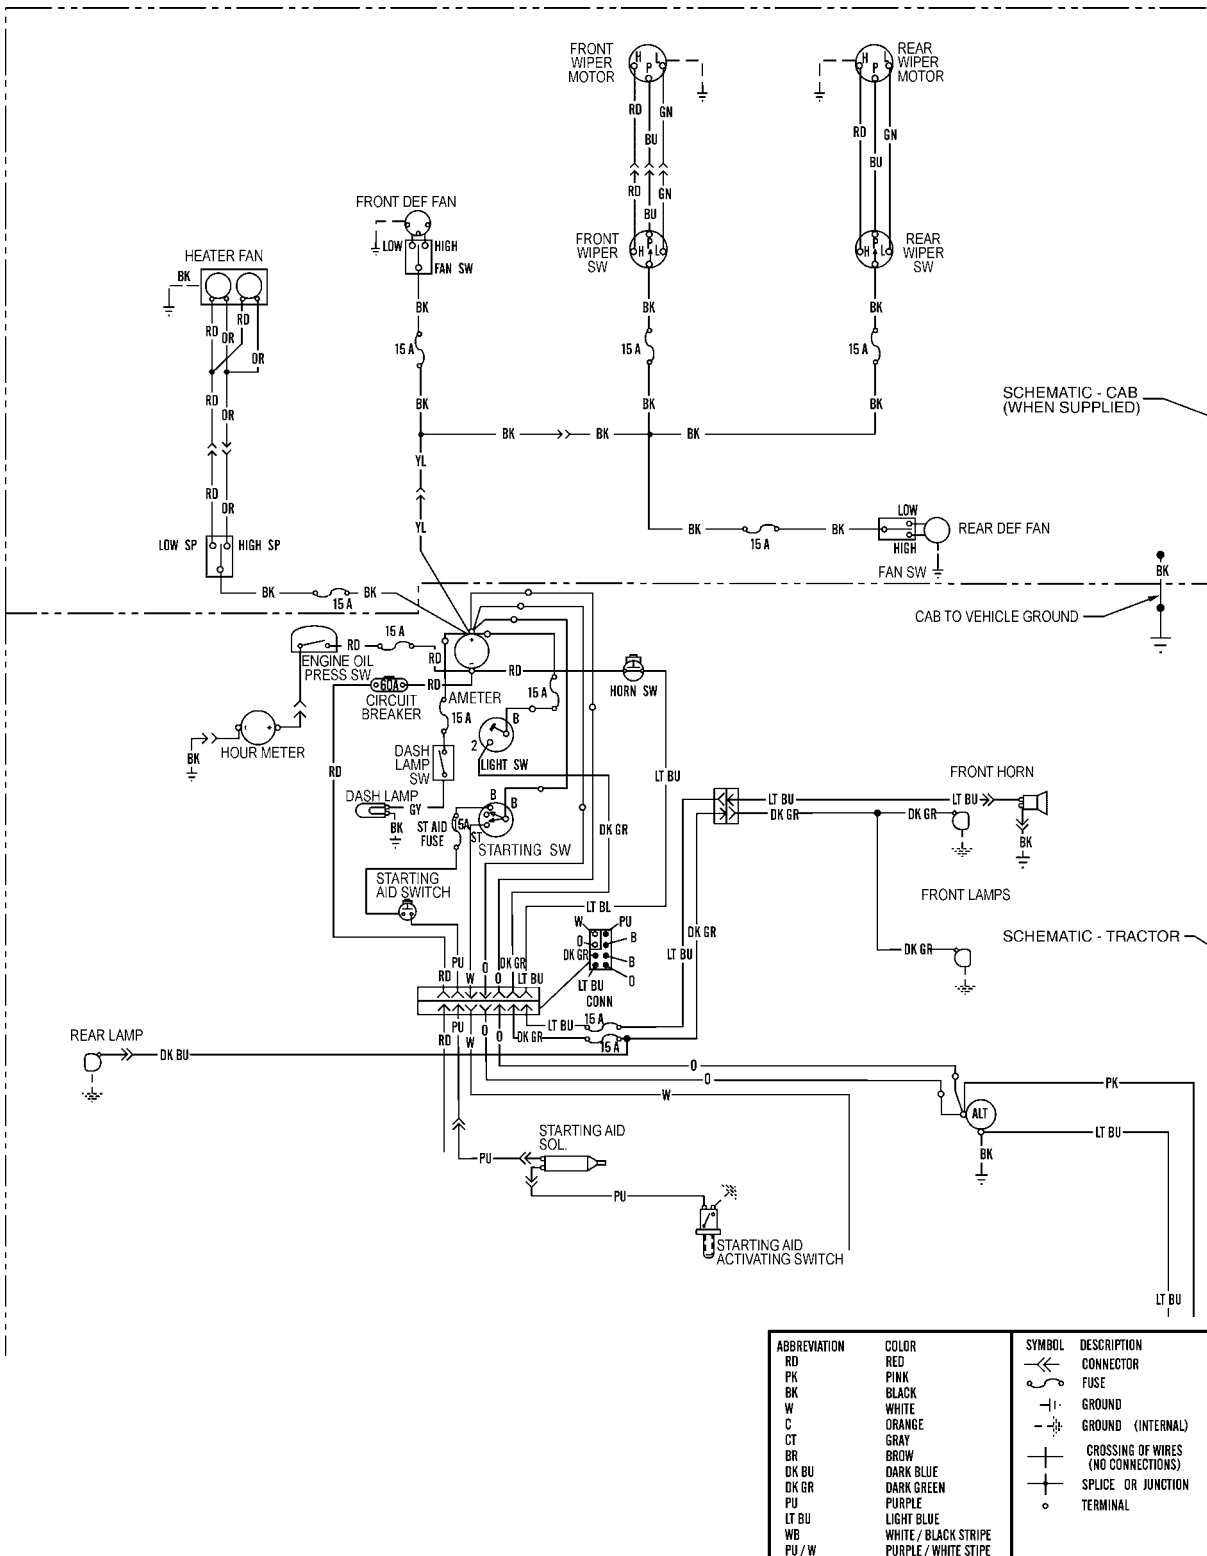 FRONT
WIPER
MOTOR
H
P
L
REAR
WIPER
MOTOR
H
P
L
RD
BU
GN
RD
BU
GN
RD
BU
GN
FRONT DEF FAN
LOW
HIGH
FAN SW
FRONT
WIPER
SW
H
P
L
REAR
WIPER
SW
H
P
L
HEATER FAN
BK
RD
OR
RD
OR
BK
BK
BK
15 A
15 A
15 A
RD
OR
BK
BK
BK
SCHEMATIC - CAB
(WHEN SUPPLIED)
BK
BK
BK
YL
RD
OR
YL
BK
15 A
BK
LOW
HIGH
REAR DEF FAN
FAN SW
LOW SP
HIGH SP
BK
15 A
BK
BK
CAB TO VEHICLE GROUND
ENGINE OIL
PRESS SW
RD
15 A
RD
+
-
RD
HORN SW
60A
RD
CIRCUIT
BREAKER
AMETER
15 A
15 A
B
2
LIGHT SW
-
+
HOUR METER
BK
RD
DASH
LAMP
SW
LT BU
DASH LAMP
GY
BK
ST AID
FUSE
15A
B
B
ST
STARTING SW
DK GR
FRONT HORN
LT BU
LT BU
DK GR
DK GR
BK
STARTING
AID SWITCH
FRONT LAMPS
LT BL
W
PU
O
B
DK GR
B
LT BU
O
CONN
DK GR
LT BU
DK GR
SCHEMATIC - TRACTOR
RD
PU
W
O
O
DK GR
LT BU
RD
PU
W
O
O
LT BU
15 A
DK GR
15 A
REAR LAMP
DK BU
O
O
W
ALT
BK
PK
LT BU
STARTING AID
SOL.
PU
PU
STARTING AID
ACTIVATING SWITCH
LT BU
ABBREVIATION COLOR
RD RED
PK PINK
BK BLACK
W WHITE
C ORANGE
CT GRAY
BR BROW
DK BU DARK BLUE
DK GR DARK GREEN
PU PURPLE
LT BU LIGHT BLUE
WB WHITE / BLACK STRIPE
PU / W PURPLE / WHITE STIPE
SYMBOL DESCRIPTION
CONNECTOR
FUSE
GROUND
GROUND (INTERNAL)
CROSSING OF WIRES
(NO CONNECTIONS)
SPLICE OR JUNCTION
TERMINAL